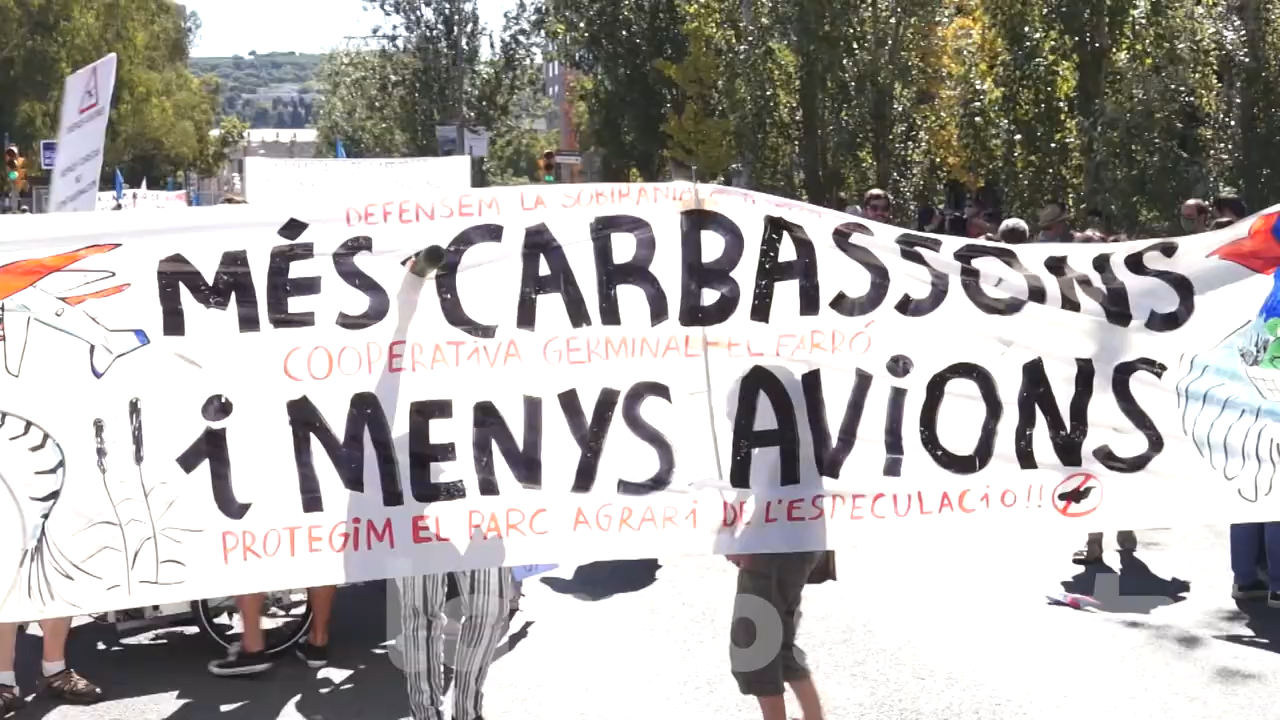 DEFENSEM LA SOBIRANIA
MÉS CARBASSONS
COOPERATiVA GERMINAL-EL FARRÓ
i MENYS AViONS
PROTEGiM EL PARC AGRARi DE L'ESPECULACiO!!